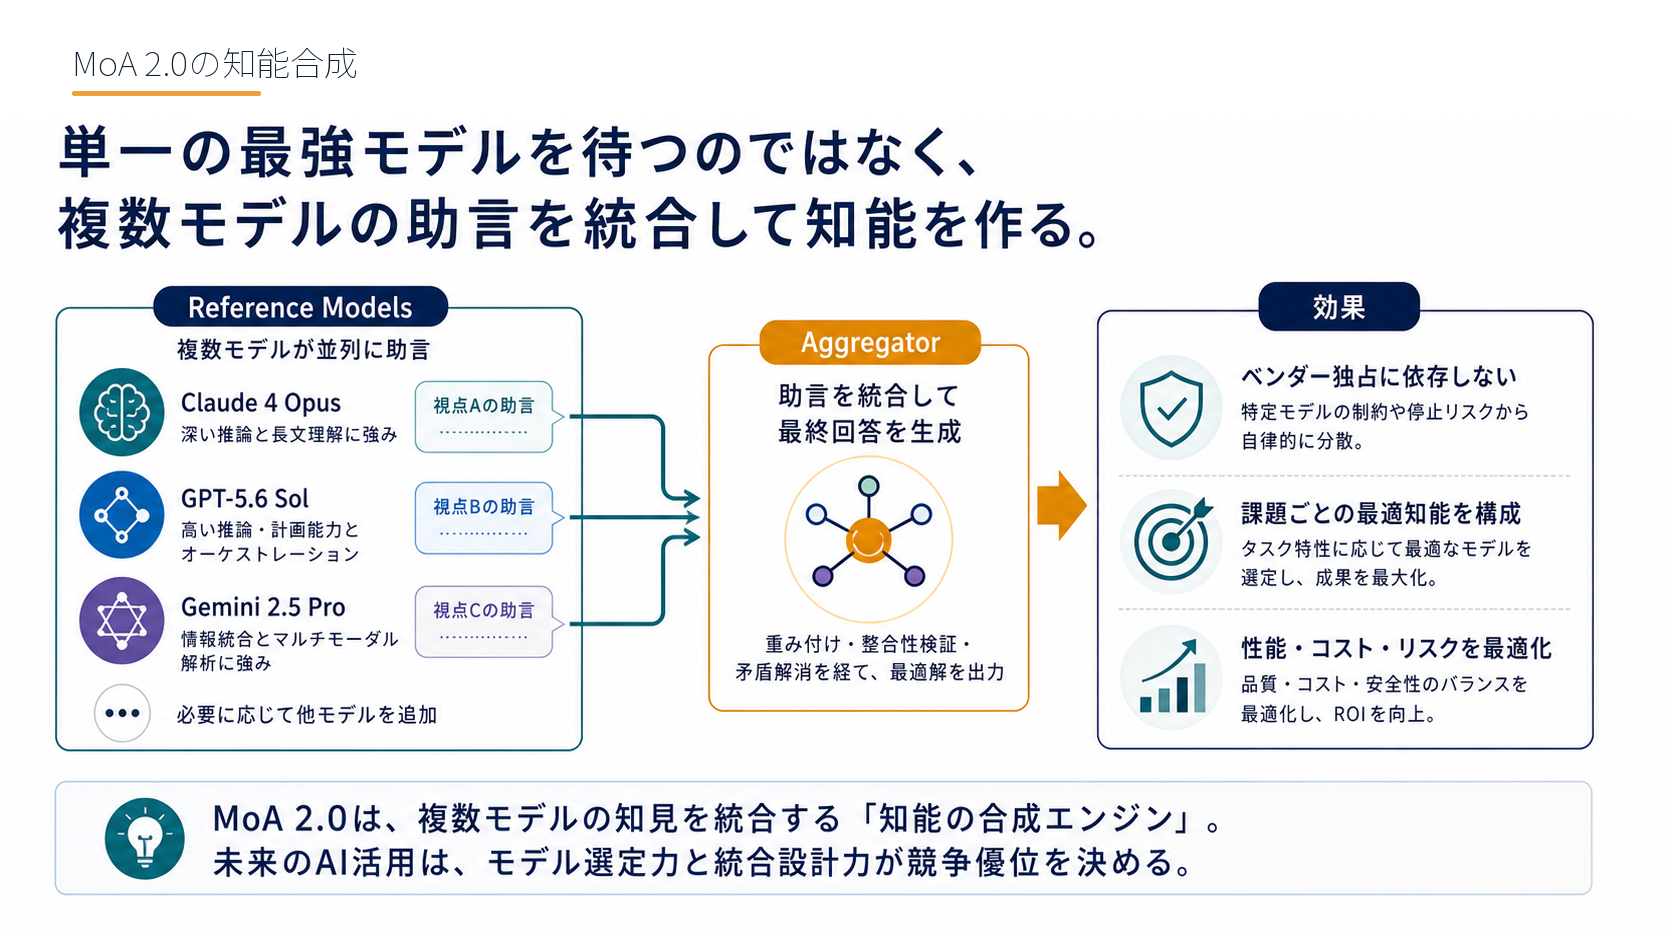 MoA 2.0の知能合成
単一の最強モデルを待つのではなく、
複数モデルの助言を統合して知能を作る。
Reference Models
複数モデルが並列に助言
Claude 4 Opus
深い推論と長文理解に強み
視点Aの助言
GPT-5.6 Sol
高い推論・計画能力と
オーケストレーション
視点Bの助言
Gemini 2.5 Pro
情報統合とマルチモーダル
解析に強み
視点Cの助言
必要に応じて他モデルを追加
Aggregator
助言を統合して
最終回答を生成
重み付け・整合性検証・
矛盾解消を経て、最適解を出力
効果
ベンダー独占に依存しない
特定モデルの制約や停止リスクから
自律的に分散。
課題ごとの最適知能を構成
タスク特性に応じて最適なモデルを
選定し、成果を最大化。
性能・コスト・リスクを最適化
品質・コスト・安全性のバランスを
最適化し、ROIを向上。
MoA 2.0は、複数モデルの知見を統合する「知能の合成エンジン」。
未来のAI活用は、モデル選定力と統合設計力が競争優位を決める。